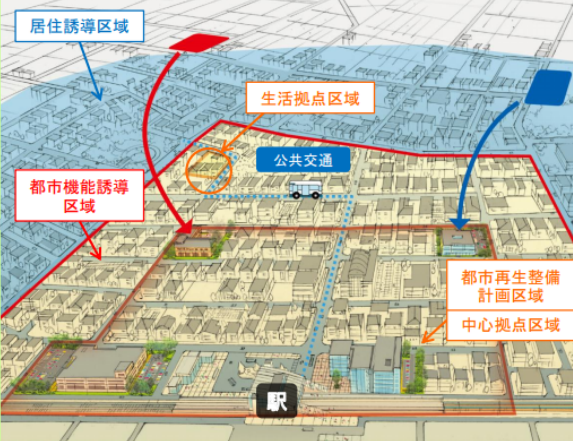 居住誘導区域
生活拠点区域
公共交通
都市機能誘導
区域
都市再生整備
計画区域
中心拠点区域
駅